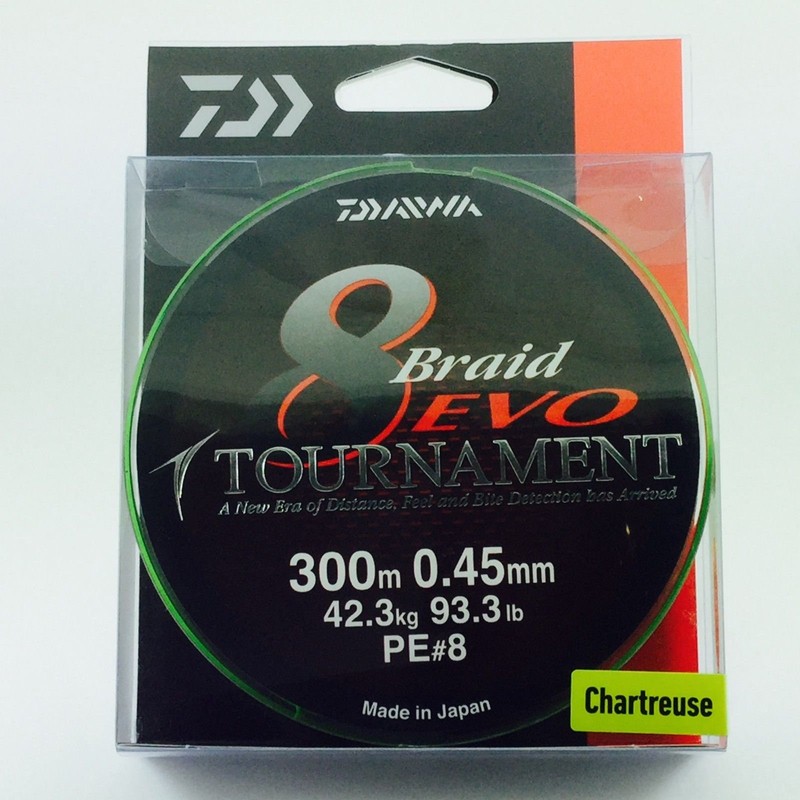 DAIWA
8 Braid
EVO
TOURNAMENT
A New Era of Distance, Feel and Bite Detection has Arrived
300m 0.45mm
42.3kg 93.3lb
PE#8
Made in Japan
Chartreuse